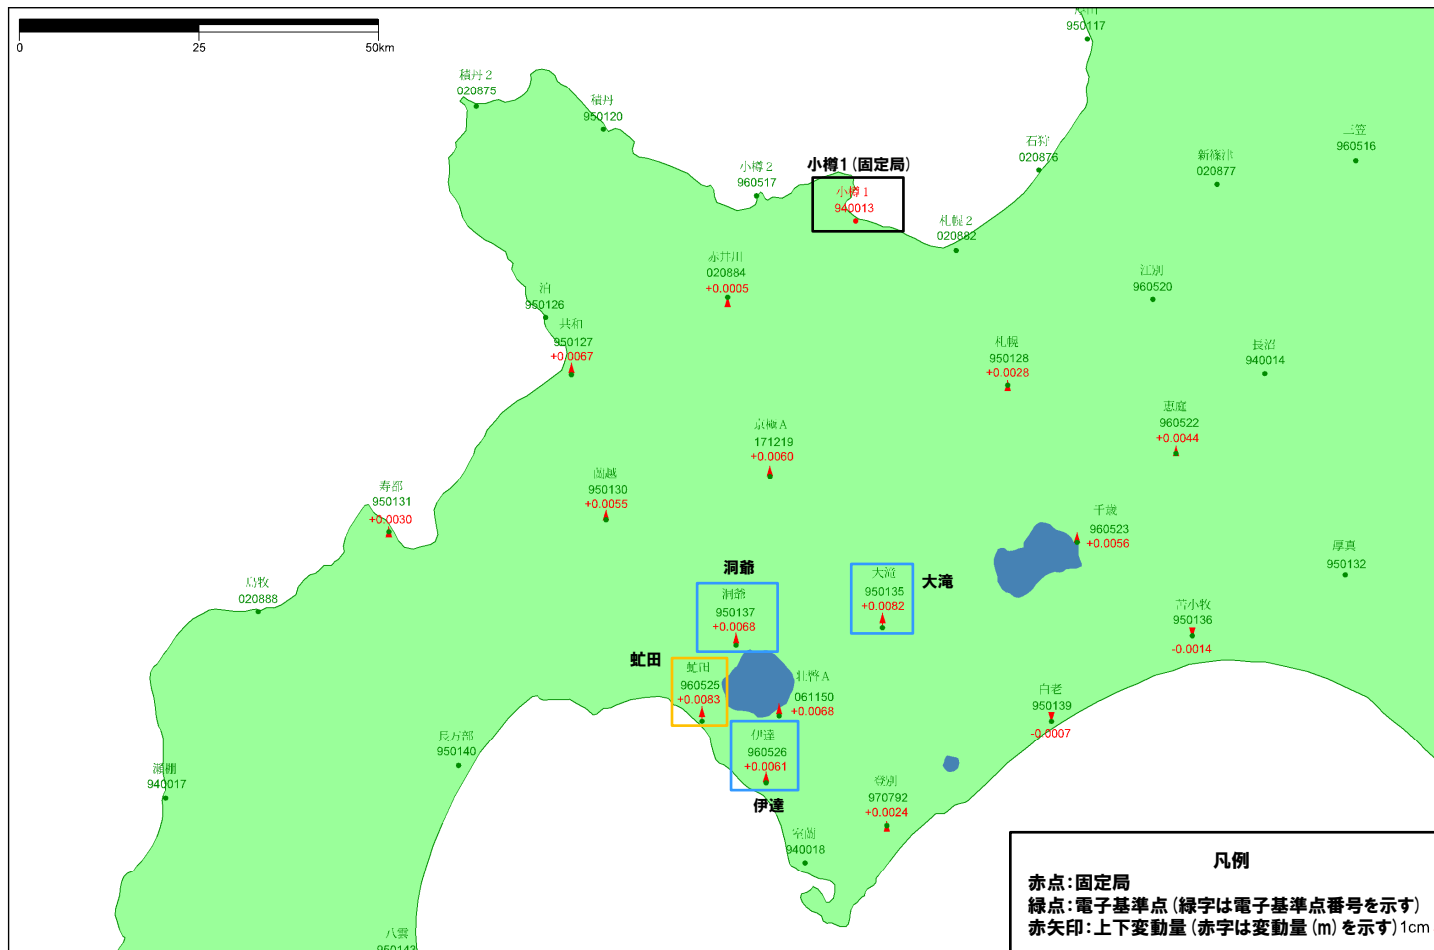 0
25
50km
950117
積丹2
020875
積丹
950120
小樽2
960517
小樽1(固定局)
小樽1
940013
石狩
020876
新篠津
020877
三笠
960516
札幌2
020882
赤井川
020884
+0.0005
江別
960520
泊
950126
共和
950127
+0.0067
札幌
950128
+0.0028
長沼
940014
恵庭
960522
+0.0044
京極A
171219
+0.0060
蘭越
950130
+0.0055
寿都
950131
+0.0030
千歳
960523
+0.0056
厚真
950132
島牧
020888
洞爺
洞爺
950137
+0.0068
大滝
大滝
950135
+0.0082
苫小牧
950136
-0.0014
虻田
虻田
960525
+0.0083
壮瞥A
061150
+0.0068
白老
950139
-0.0007
長万部
950140
伊達
960526
+0.0061
伊達
瀬棚
940017
登別
970792
+0.0024
室蘭
940018
八雲
950143
凡例
赤点:固定局
緑点:電子基準点(緑字は電子基準点番号を示す)
赤矢印:上下変動量(赤字は変動量(m)を示す)1cm